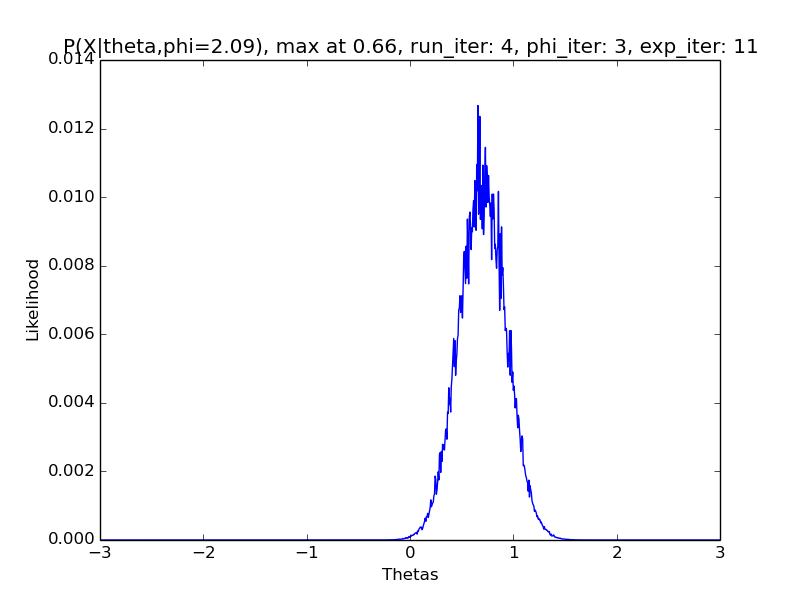 P(X|theta,phi=2.09), max at 0.66, run_iter: 4, phi_iter: 3, exp_iter: 11
0.014
0.012
0.010
0.008
0.006
0.004
0.002
0.000
Likelihood
−3 −2 −1 0 1 2 3
Thetas